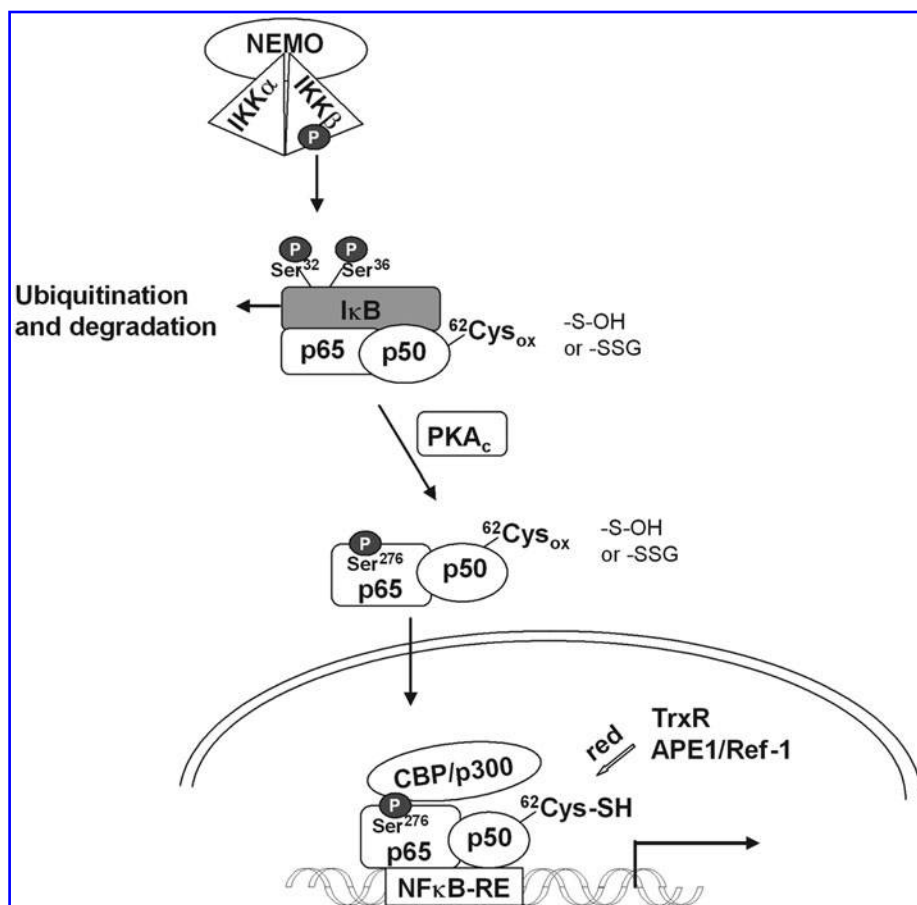 NEMO
IKKα
IKKβ
P
P
P
Ser³²
Ser³⁶
Ubiquitination
and degradation
IκB
p65
p50
⁶²Cysₒₓ
-S-OH
or -SSG
PKA꜀
P
Ser²⁷⁶
p65
p50
⁶²Cysₒₓ
-S-OH
or -SSG
TrxR
APE1/Ref-1
red
CBP/p300
P
Ser²⁷⁶
p65
p50
⁶²Cys-SH
NFκB-RE